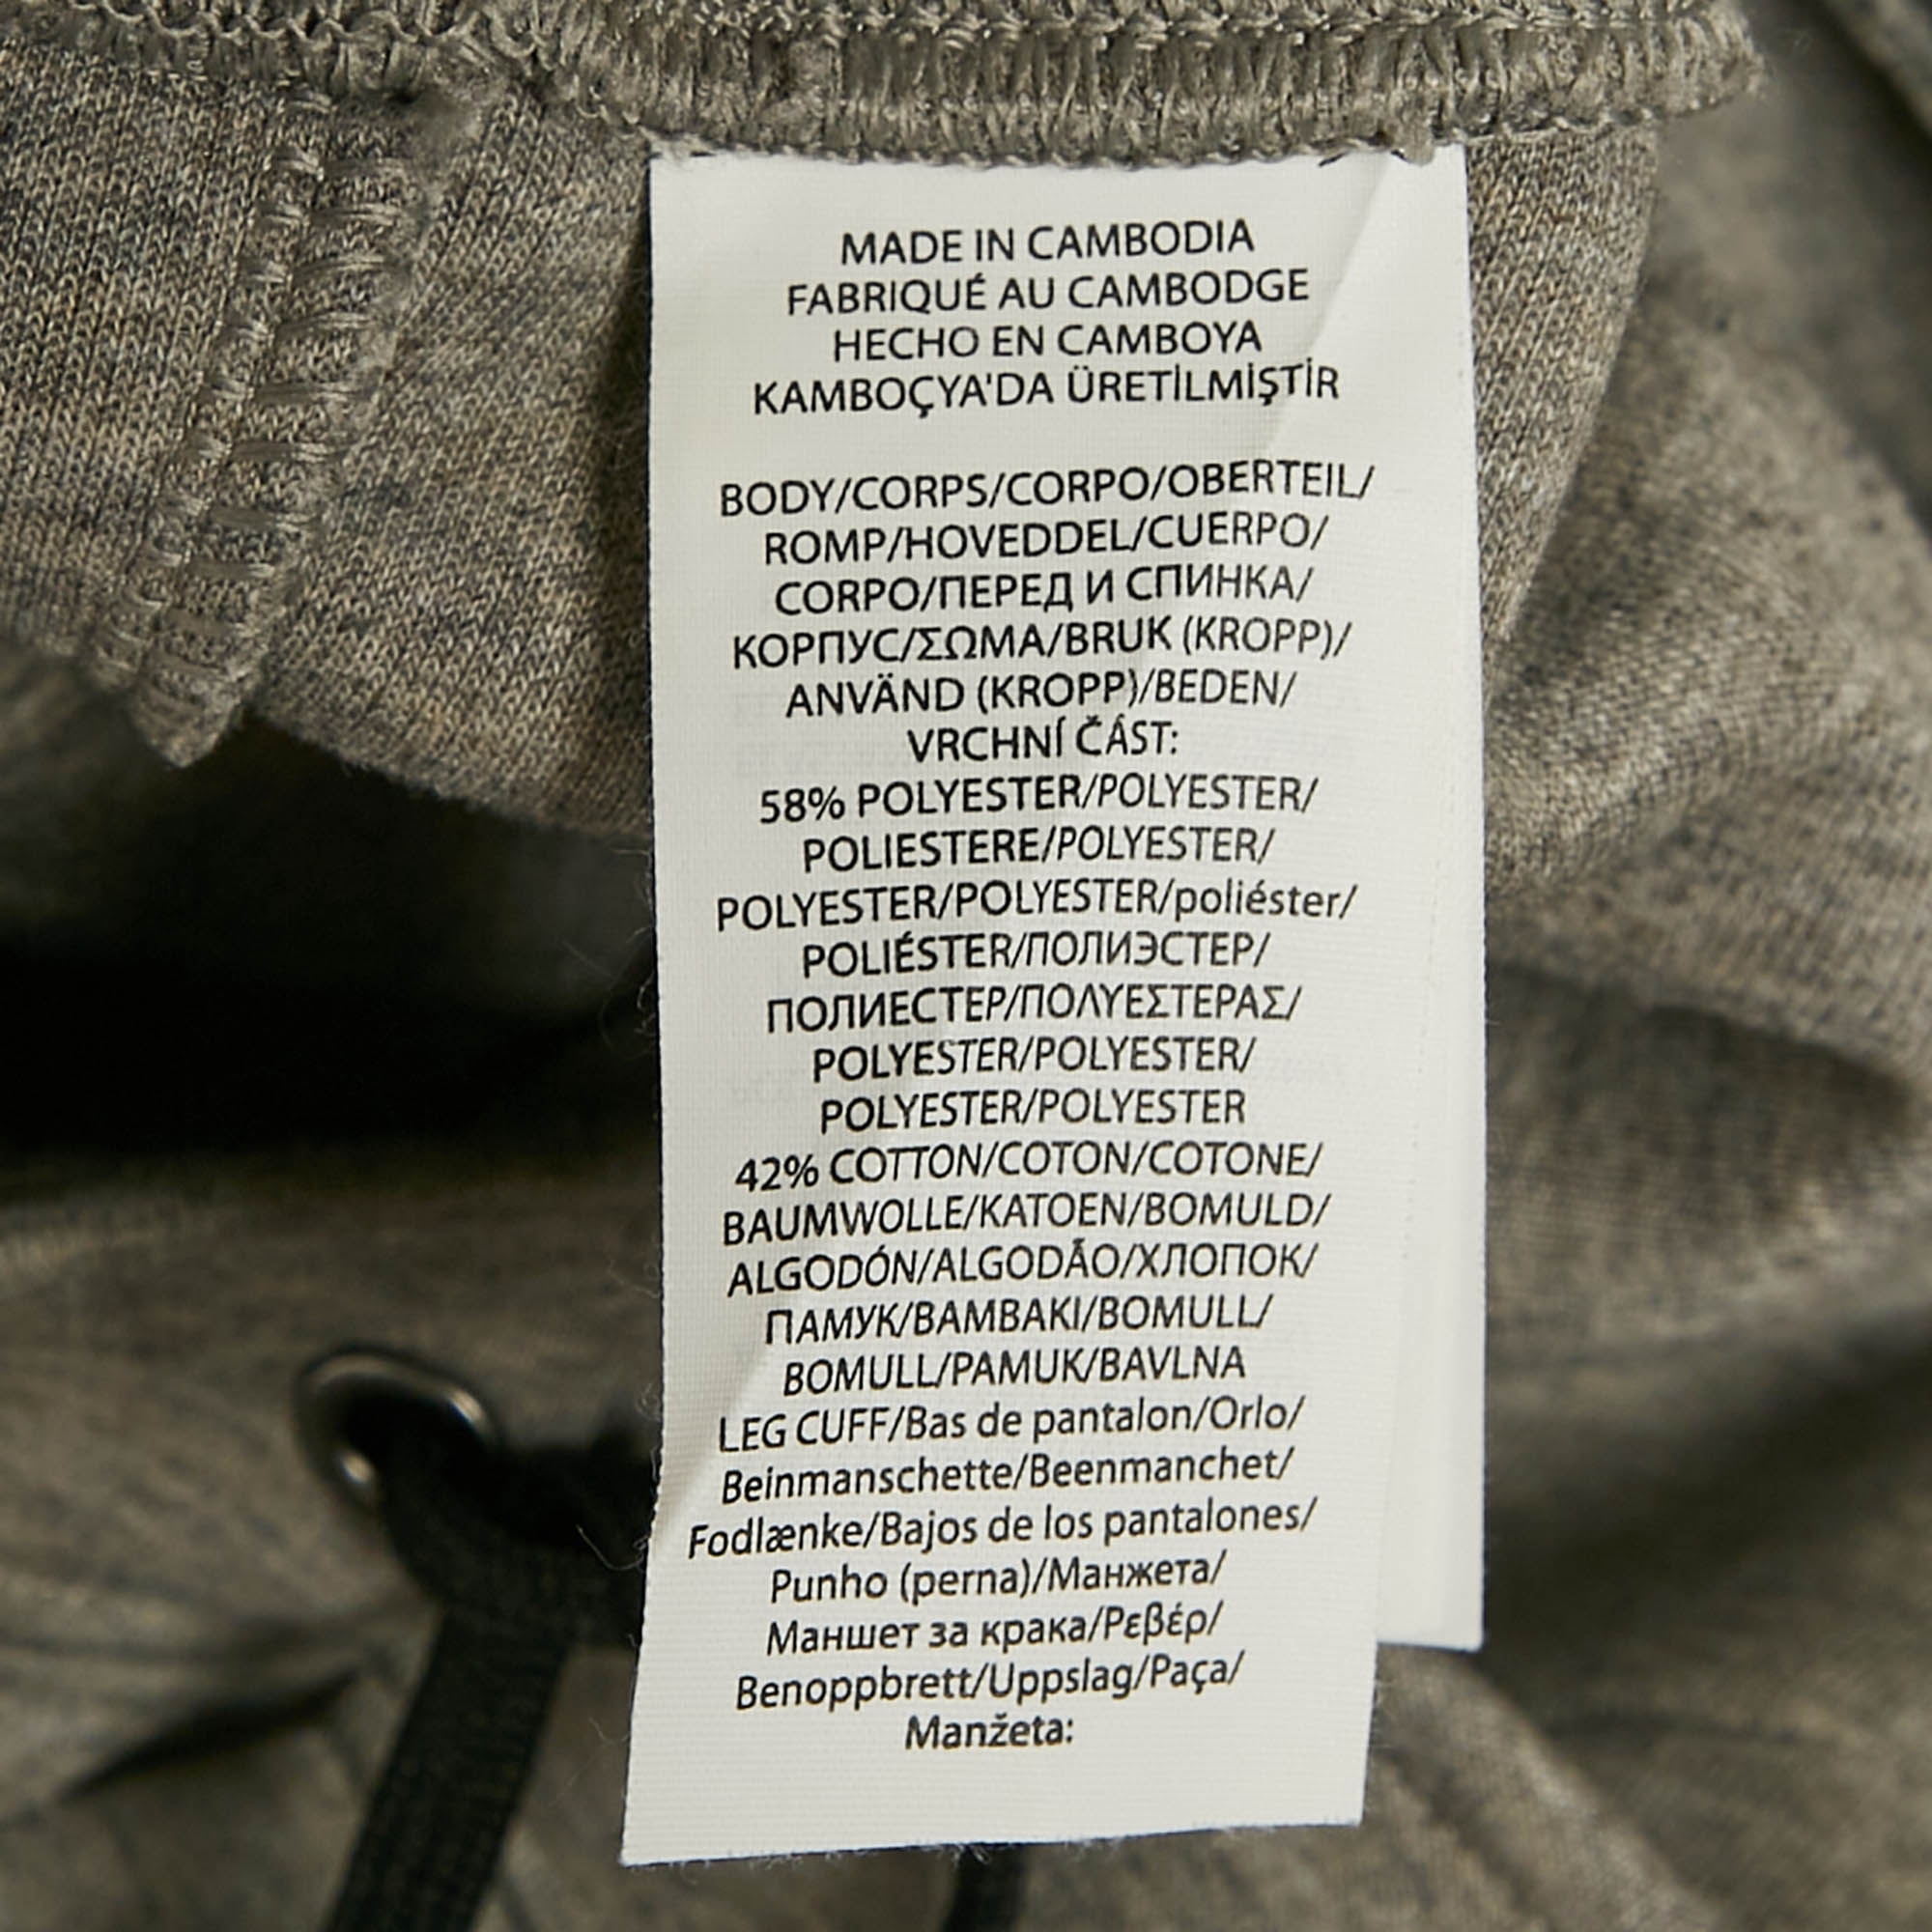 MADE IN CAMBODIA
FABRIQUÉ AU CAMBODGE
HECHO EN CAMBOYA
KAMBOÇYA'DA ÜRETİLMİŞTİR
BODY/CORPS/CORPO/OBERTEIL/
ROMP/HOVEDDEL/CUERPO/
CORPO/ПЕРЕД И СПИНКА/
КОРПУС/ΣΩΜΑ/BRUK (KROPP)/
ANVÄND (KROPP)/BEDEN/
VRCHNÍ ČÁST:
58% POLYESTER/POLYESTER/
POLIESTERE/POLYESTER/
POLYESTER/POLYESTER/poliéster/
POLIÉSTER/ПОЛИЭСТЕР/
ПОЛИЕСТЕР/ΠΟΛΥΕΣΤΕΡΑΣ/
POLYESTER/POLYESTER/
POLYESTER/POLYESTER
42% COTTON/COTON/COTONE/
BAUMWOLLE/KATOEN/BOMULD/
ALGODÓN/ALGODÃO/ХЛОПОК/
ПАМУК/ΒΑΜΒΑΚΙ/BOMULL/
BOMULL/PAMUK/BAVLNA
LEG CUFF/Bas de pantalon/Orlo/
Beinmanschette/Beenmanchet/
Fodlænke/Bajos de los pantalones/
Punho (perna)/Манжета/
Маншет за крака/Ρεβέρ/
Benoppbrett/Uppslag/Paça/
Manžeta: